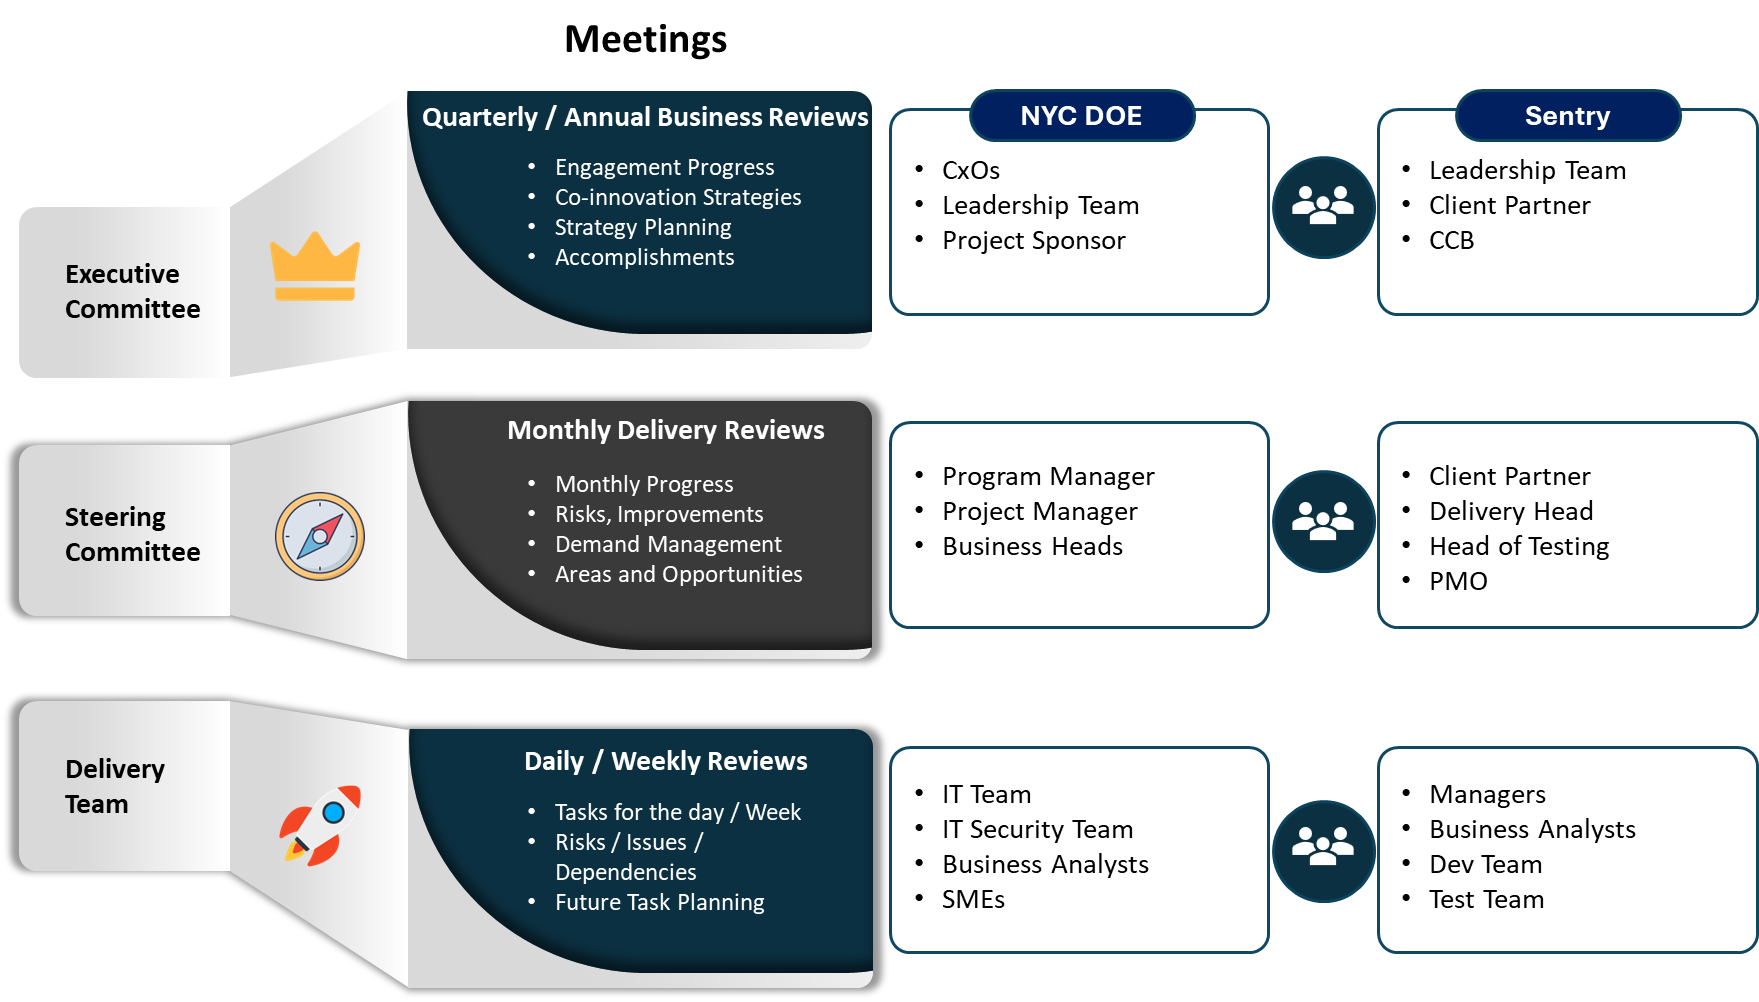 Meetings
Executive
Committee
Quarterly / Annual Business Reviews
• Engagement Progress
• Co-innovation Strategies
• Strategy Planning
• Accomplishments
NYC DOE
• CxOs
• Leadership Team
• Project Sponsor
Sentry
• Leadership Team
• Client Partner
• CCB
Steering
Committee
Monthly Delivery Reviews
• Monthly Progress
• Risks, Improvements
• Demand Management
• Areas and Opportunities
• Program Manager
• Project Manager
• Business Heads
• Client Partner
• Delivery Head
• Head of Testing
• PMO
Delivery
Team
Daily / Weekly Reviews
• Tasks for the day / Week
• Risks / Issues /
Dependencies
• Future Task Planning
• IT Team
• IT Security Team
• Business Analysts
• SMEs
• Managers
• Business Analysts
• Dev Team
• Test Team